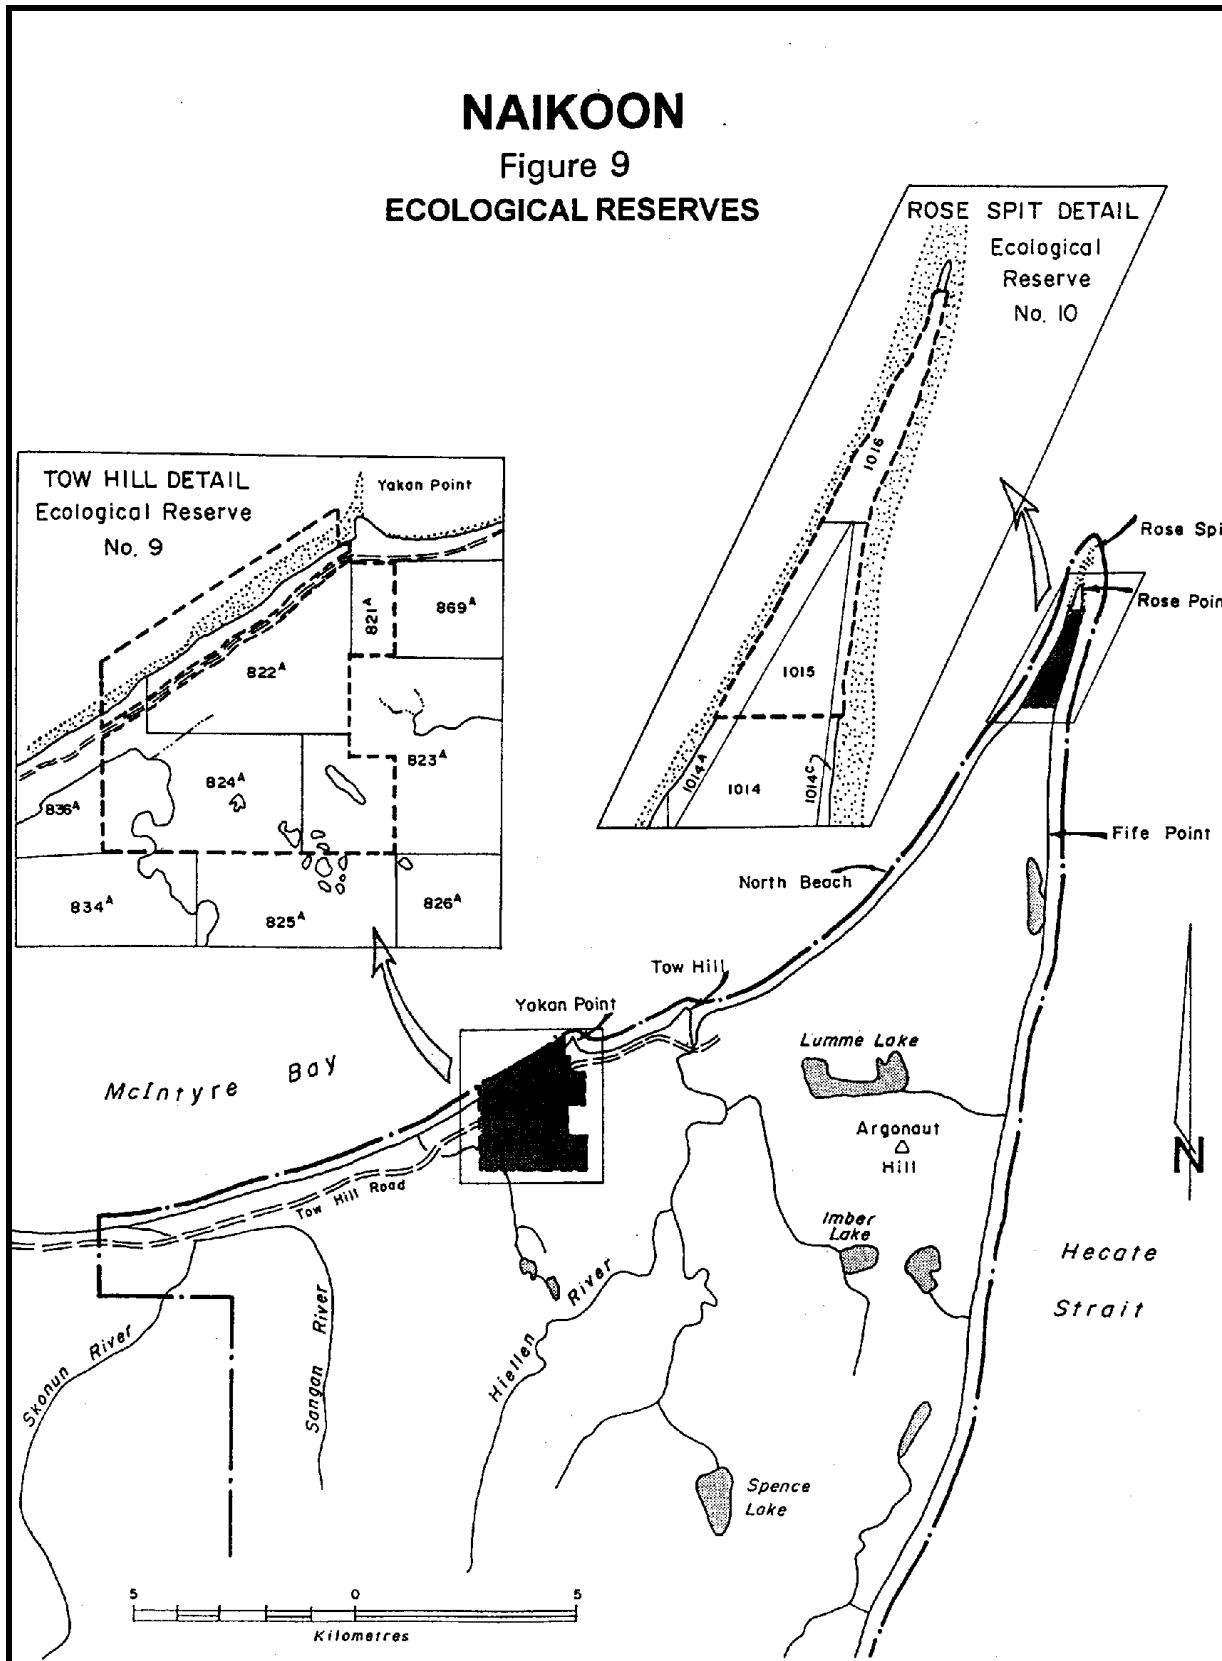 NAIKOON
Figure 9
ECOLOGICAL RESERVES
ROSE SPIT DETAIL
Ecological
Reserve
No. 10
1016
1015
1014A
1014
1014C
TOW HILL DETAIL
Ecological Reserve
No. 9
Yakan Point
821A
869A
822A
823A
824A
836A
834A
825A
826A
Rose Spi
Rose Poin
Fife Point
North Beach
Tow Hill
Yakan Point
McIntyre Bay
Lumme Lake
Argonaut
Hill
Tow Hill Road
Imber
Lake
Hecate
Strait
N
Skonun River
Sangan River
Hiellen River
Spence
Lake
5 0 5
Kilometres